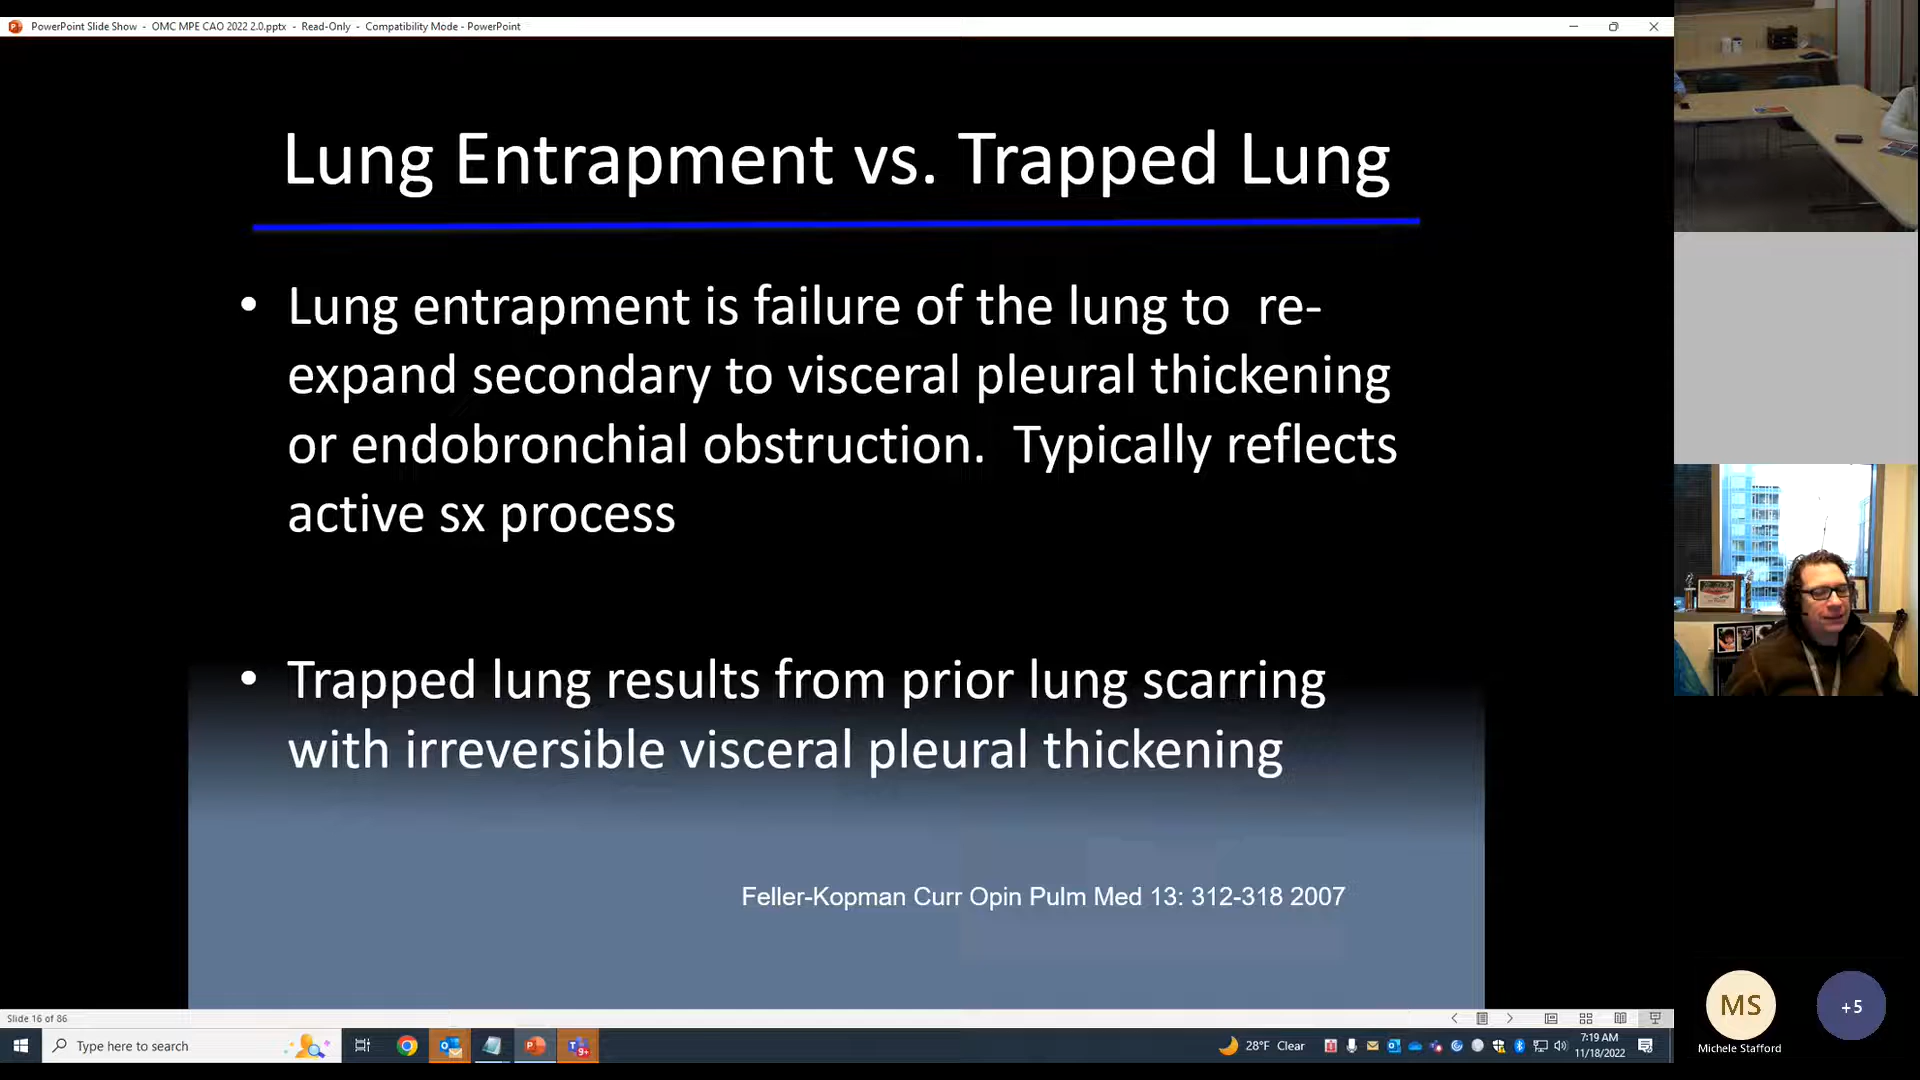 PowerPoint Slide Show - OMC MPE CAO 2022 2.0.pptx - Read-Only - Compatibility Mode - PowerPoint
Lung Entrapment vs. Trapped Lung
• Lung entrapment is failure of the lung to re-
expand secondary to visceral pleural thickening
or endobronchial obstruction. Typically reflects
active sx process
• Trapped lung results from prior lung scarring
with irreversible visceral pleural thickening
Feller-Kopman Curr Opin Pulm Med 13: 312-318 2007
Slide 16 of 86
Type here to search
28°F Clear
7:19 AM
11/18/2022
MS
Michele Stafford
+5